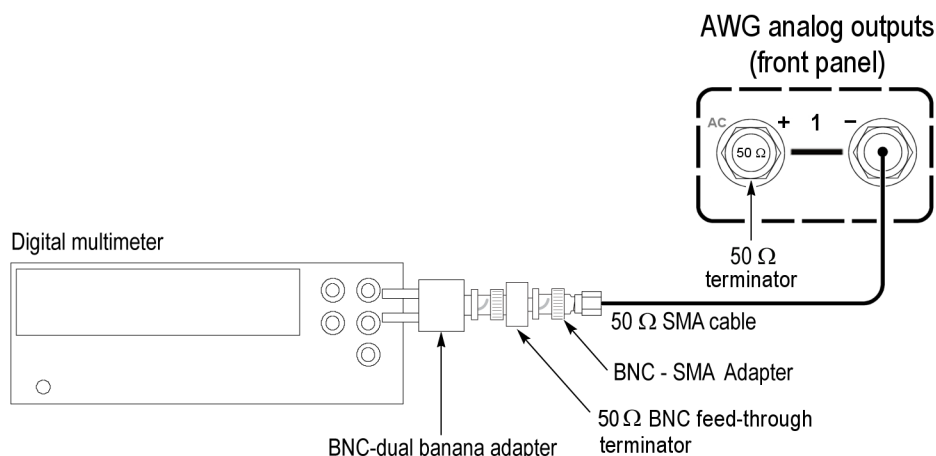 AWG analog outputs
(front panel)
AC + 1 −
50 Ω
50 Ω
terminator
Digital multimeter
50 Ω SMA cable
BNC - SMA Adapter
50 Ω BNC feed-through
terminator
BNC-dual banana adapter